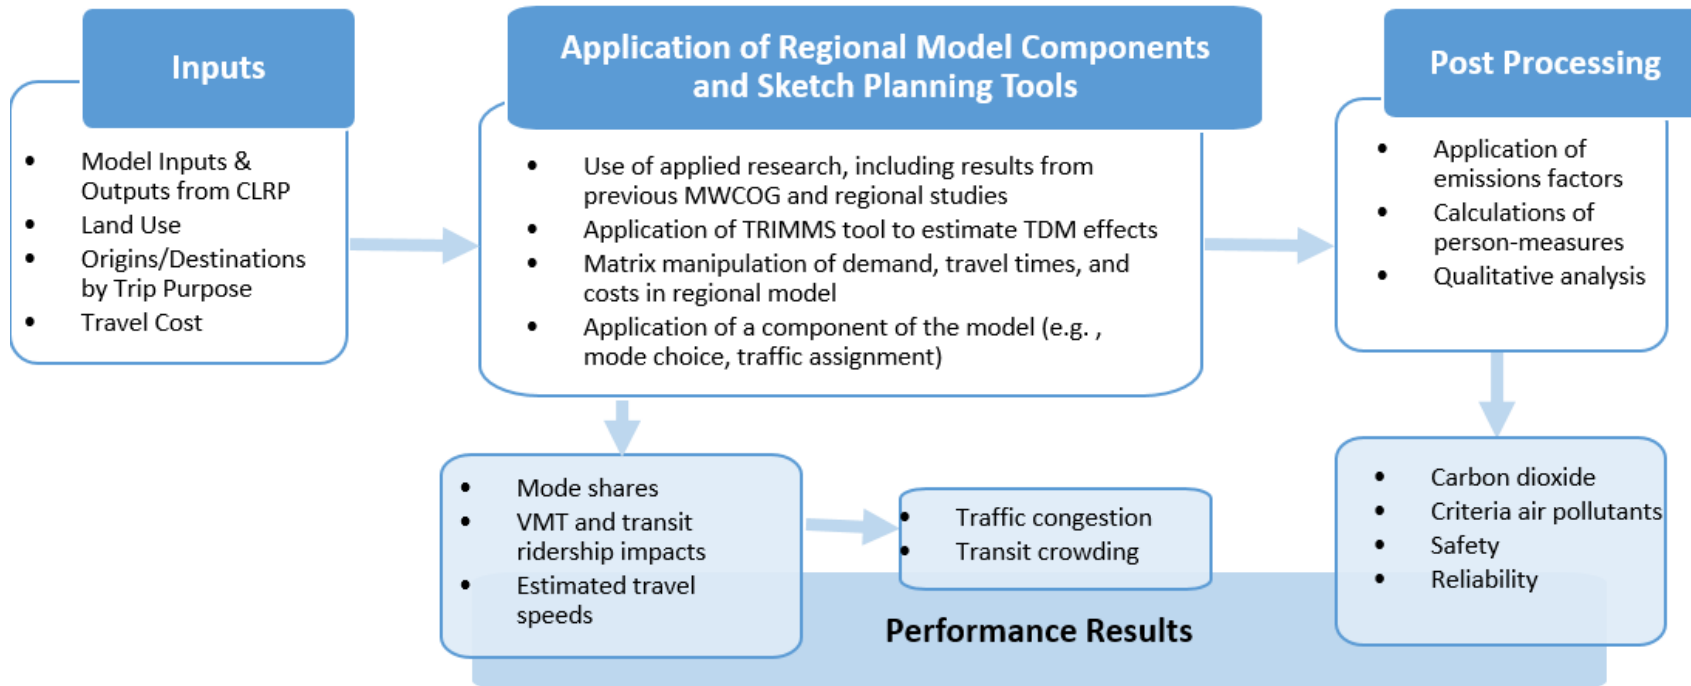 Inputs
• Model Inputs &
Outputs from CLRP
• Land Use
• Origins/Destinations
by Trip Purpose
• Travel Cost
Application of Regional Model Components
and Sketch Planning Tools
• Use of applied research, including results from
previous MWCOG and regional studies
• Application of TRIMMS tool to estimate TDM effects
• Matrix manipulation of demand, travel times, and
costs in regional model
• Application of a component of the model (e.g. ,
mode choice, traffic assignment)
Post Processing
• Application of
emissions factors
• Calculations of
person-measures
• Qualitative analysis
• Mode shares
• VMT and transit
ridership impacts
• Estimated travel
speeds
• Traffic congestion
• Transit crowding
• Carbon dioxide
• Criteria air pollutants
• Safety
• Reliability
Performance Results